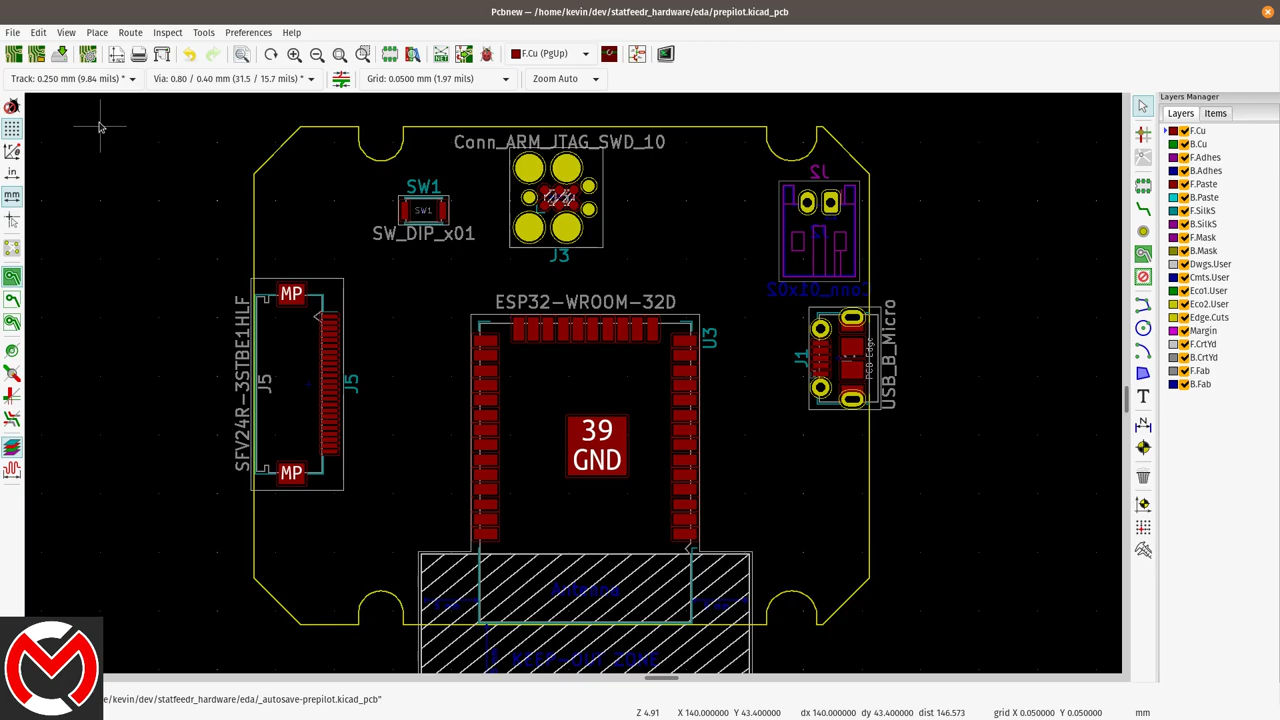 Pcbnew — /home/kevin/dev/statfeedr_hardware/eda/prepilot.kicad_pcb
File Edit View Place Route Inspect Tools Preferences Help
F.Cu (PgUp)
Track: 0.250 mm (9.84 mils) * Via: 0.80 / 0.40 mm (31.5 / 15.7 mils) * Grid: 0.0500 mm (1.97 mils) Zoom Auto
Layers Manager
Layers Items
F.Cu
B.Cu
F.Adhes
B.Adhes
F.Paste
B.Paste
F.SilkS
B.SilkS
F.Mask
B.Mask
Dwgs.User
Cmts.User
Eco1.User
Eco2.User
Edge.Cuts
Margin
F.CrtYd
B.CrtYd
F.Fab
B.Fab
in
mm
Conn_ARM_JTAG_SWD_10
J3
SW1
SW1
SW_DIP_x01
J2
Conn_01x02
ESP32-WROOM-32D
U3
39
GND
MP
MP
SFV24R-3STBE1HLF
J5
J5
J1
PCB Edge
USB_B_Micro
Antenna
KEEP-OUT ZONE
e/kevin/dev/statfeedr_hardware/eda/_autosave-prepilot.kicad_pcb"
Z 4.91 X 140.000000 Y 43.400000 dx 140.000000 dy 43.400000 dist 146.573 grid X 0.050000 Y 0.050000 mm